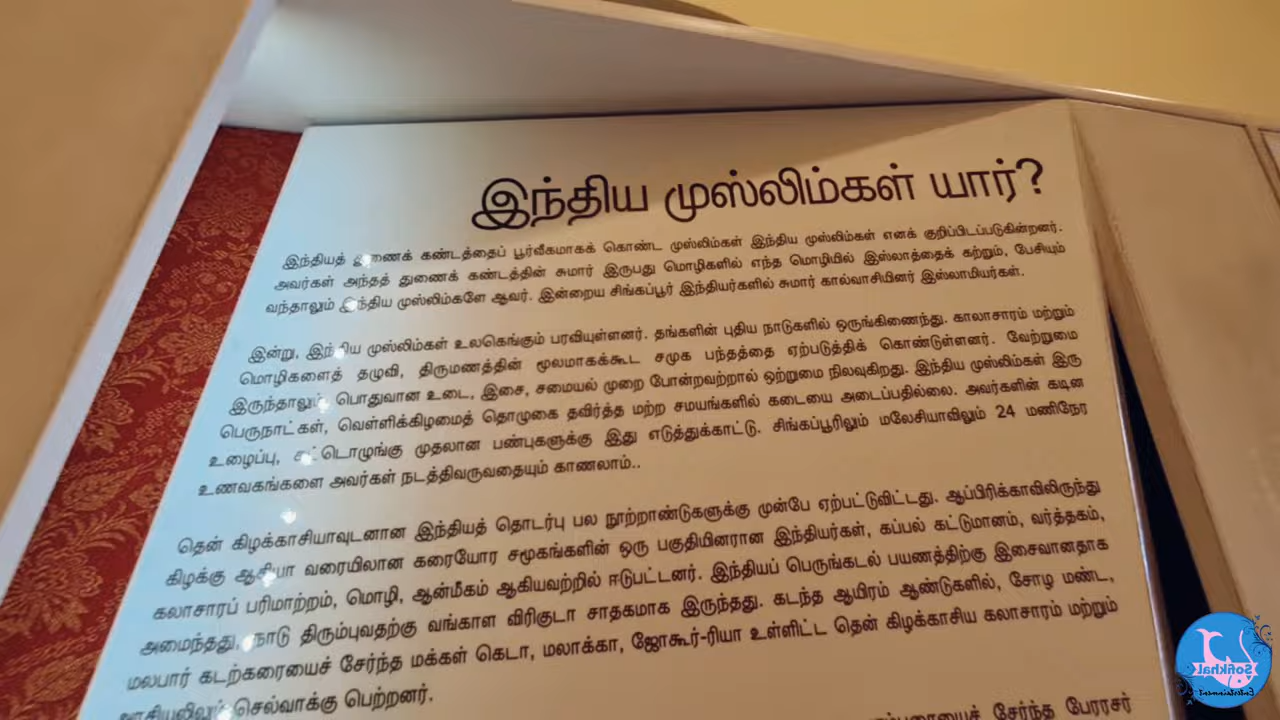 இந்திய முஸ்லிம்கள் யார்?
இந்தியத் துணைக் கண்டத்தைப் பூர்வீகமாகக் கொண்ட முஸ்லிம்கள் இந்திய முஸ்லிம்கள் எனக் குறிப்பிடப்படுகின்றனர்.
அவர்கள் அந்தத் துணைக் கண்டத்தின் சுமார் இருபது மொழிகளில் எந்த மொழியில் இஸ்லாத்தைக் கற்றும், பேசியும்
வந்தாலும் இந்திய முஸ்லிம்களே ஆவர். இன்றைய சிங்கப்பூர் இந்தியர்களில் சுமார் கால்வாசியினர் இஸ்லாமியர்கள்.
இன்று, இந்திய முஸ்லிம்கள் உலகெங்கும் பரவியுள்ளனர். தங்களின் புதிய நாடுகளில் ஒருங்கிணைந்து. காலாசாரம் மற்றும்
மொழிகளைத் தழுவி, திருமணத்தின் மூலமாகக்கூட சமுக பந்தத்தை ஏற்படுத்திக் கொண்டுள்ளனர். வேற்றுமை
இருந்தாலும் பொதுவான உடை, இசை, சமையல் முறை போன்றவற்றால் ஒற்றுமை நிலவுகிறது. இந்திய முஸ்லிம்கள் இரு
பெருநாட்கள், வெள்ளிக்கிழமைத் தொழுகை தவிர்த்த மற்ற சமயங்களில் கடையை அடைப்பதில்லை. அவர்களின் கடின
உழைப்பு, கட்டொழுங்கு முதலான பண்புகளுக்கு இது எடுத்துக்காட்டு. சிங்கப்பூரிலும் மலேசியாவிலும் 24 மணிநேர
உணவகங்களை அவர்கள் நடத்திவருவதையும் காணலாம்..
தென் கிழக்காசியாவுடனான இந்தியத் தொடர்பு பல நூற்றாண்டுகளுக்கு முன்பே ஏற்பட்டுவிட்டது. ஆப்பிரிக்காவிலிருந்து
கிழக்கு ஆசியா வரையிலான கரையோர சமூகங்களின் ஒரு பகுதியினரான இந்தியர்கள், கப்பல் கட்டுமானம், வர்த்தகம்,
கலாசாரப் பரிமாற்றம், மொழி, ஆன்மீகம் ஆகியவற்றில் ஈடுபட்டனர். இந்தியப் பெருங்கடல் பயணத்திற்கு இசைவானதாக
அமைந்தது, நாடு திரும்புவதற்கு வங்காள விரிகுடா சாதகமாக இருந்தது. கடந்த ஆயிரம் ஆண்டுகளில், சோழ மண்ட,
மலபார் கடற்கரையைச் சேர்ந்த மக்கள் கெடா, மலாக்கா, ஜோகூர்-ரியா உள்ளிட்ட தென் கிழக்காசிய கலாசாரம் மற்றும்
அரசியலிலும் செல்வாக்கு பெற்றனர்.
சேர்ந்த பேரரசர்
Sofikhal
Entertainment